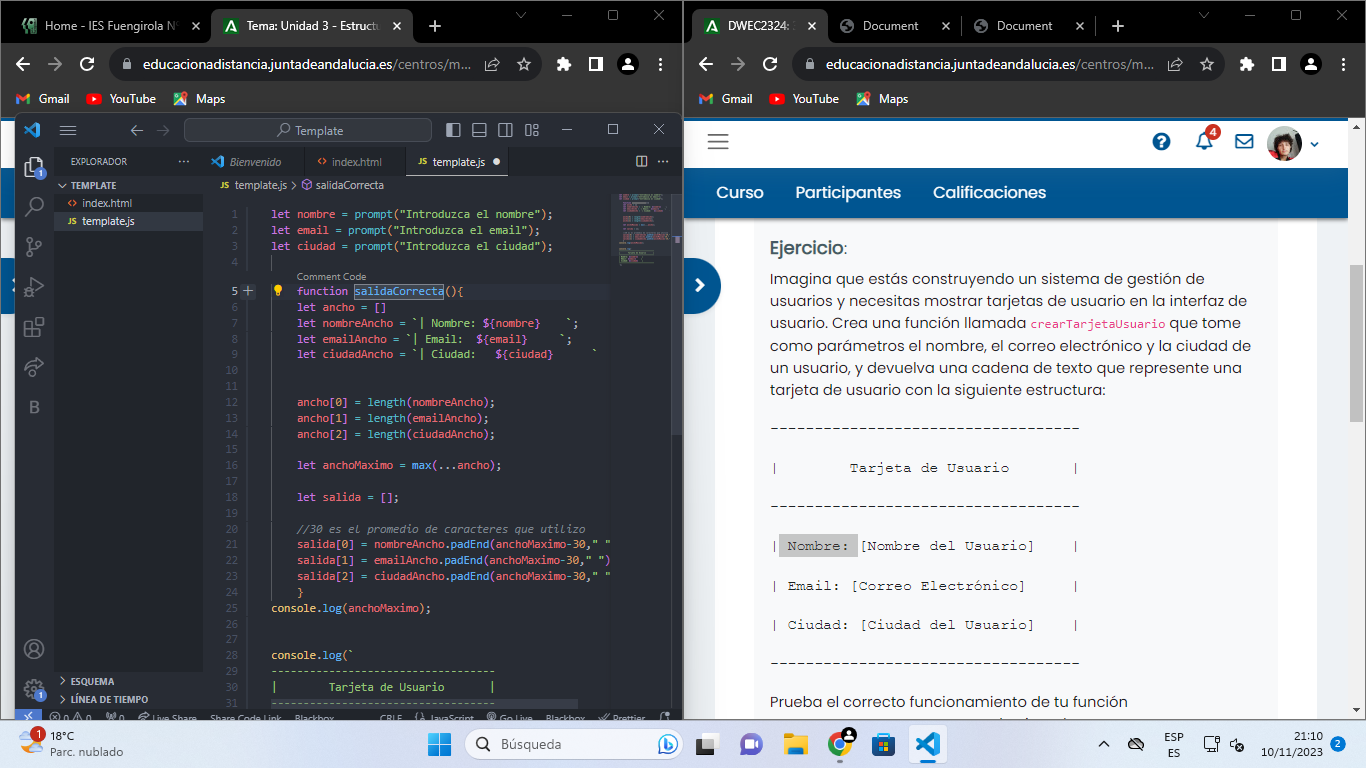 Home - IES Fuengirola Nº
Tema: Unidad 3 - Estructu
educacionadistancia.juntadeandalucia.es/centros/m...
Gmail
YouTube
Maps
Template
EXPLORADOR
TEMPLATE
index.html
template.js
ESQUEMA
LÍNEA DE TIEMPO
Bienvenido
index.html
template.js
template.js > salidaCorrecta
1 let nombre = prompt("Introduzca el nombre");
2 let email = prompt("Introduzca el email");
3 let ciudad = prompt("Introduzca el ciudad");
4
Comment Code
5 function salidaCorrecta(){
6 let ancho = []
7 let nombreAncho = `| Nombre: ${nombre}    `;
8 let emailAncho = `| Email:  ${email}     `;
9 let ciudadAncho = `| Ciudad:   ${ciudad}      `
10
11
12 ancho[0] = length(nombreAncho);
13 ancho[1] = length(emailAncho);
14 ancho[2] = length(ciudadAncho);
15
16 let anchoMaximo = max(...ancho);
17
18 let salida = [];
19
20 //30 es el promedio de caracteres que utilizo
21 salida[0] = nombreAncho.padEnd(anchoMaximo-30," "
22 salida[1] = emailAncho.padEnd(anchoMaximo-30," ")
23 salida[2] = ciudadAncho.padEnd(anchoMaximo-30," "
24 }
25 console.log(anchoMaximo);
26
27
28 console.log(`
29 ----------------------------------
30 |        Tarjeta de Usuario       |
31 ----------------------------------
0 0 0 Live Share Share Code Link Blackbox CRLF JavaScript Go Live Blackbox Prettier
DWEC2324:
Document
Document
educacionadistancia.juntadeandalucia.es/centros/m...
Gmail
YouTube
Maps
4
Curso
Participantes
Calificaciones
Ejercicio:
Imagina que estás construyendo un sistema de gestión de
usuarios y necesitas mostrar tarjetas de usuario en la interfaz de
usuario. Crea una función llamada crearTarjetaUsuario que tome
como parámetros el nombre, el correo electrónico y la ciudad de
un usuario, y devuelva una cadena de texto que represente una
tarjeta de usuario con la siguiente estructura:
-----------------------------------
|        Tarjeta de Usuario       |
-----------------------------------
| Nombre: [Nombre del Usuario]    |
| Email: [Correo Electrónico]     |
| Ciudad: [Ciudad del Usuario]    |
-----------------------------------
Prueba el correcto funcionamiento de tu función
1
18°C
Parc. nublado
Búsqueda
ESP
ES
21:10
10/11/2023
2